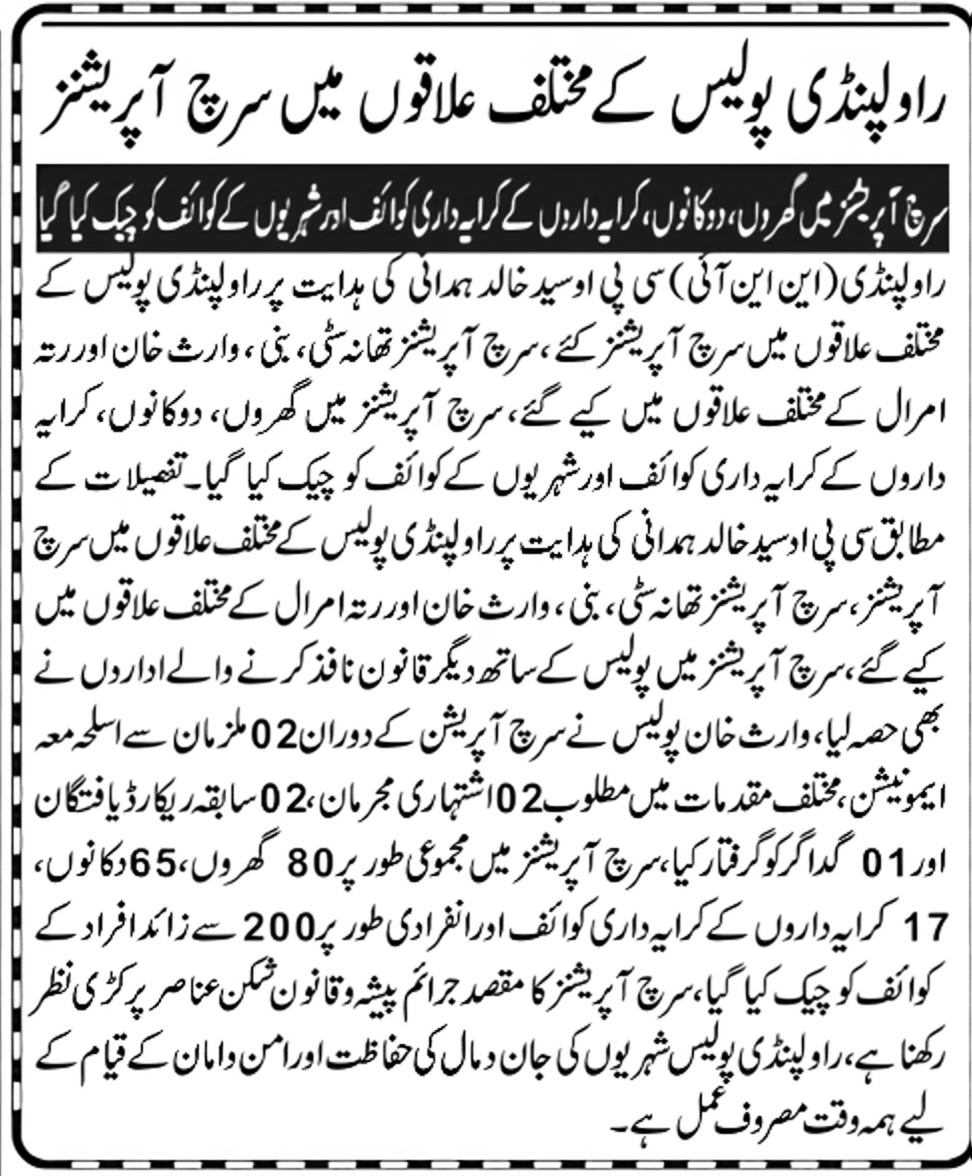 راولپنڈی پولیس کے مختلف علاقوں میں سرچ آپریشنز
سرچ آپریشنز میں گھروں، دوکانوں، کرایہ داروں کے کرایہ داری کوائف اور شہریوں کے کوائف کو چیک کیا گیا
راولپنڈی (این این آئی) سی پی او سید خالد ہمدانی کی ہدایت پر راولپنڈی پولیس کے
مختلف علاقوں میں سرچ آپریشنز کئے، سرچ آپریشنز تھانہ سٹی، بنی، وارث خان اور رتہ
امرال کے مختلف علاقوں میں کیے گئے، سرچ آپریشنز میں گھروں، دوکانوں، کرایہ
داروں کے کرایہ داری کوائف اور شہریوں کے کوائف کو چیک کیا گیا۔ تفصیلات کے
مطابق سی پی او سید خالد ہمدانی کی ہدایت پر راولپنڈی پولیس کے مختلف علاقوں میں سرچ
آپریشنز، سرچ آپریشنز تھانہ سٹی، بنی، وارث خان اور رتہ امرال کے مختلف علاقوں میں
کیے گئے، سرچ آپریشنز میں پولیس کے ساتھ دیگر قانون نافذ کرنے والے اداروں نے
بھی حصہ لیا، وارث خان پولیس نے سرچ آپریشن کے دوران 02 ملزمان سے اسلحہ معہ
ایمونیشن، مختلف مقدمات میں مطلوب 02 اشتہاری مجرمان، 02 سابقہ ریکارڈ یافتگان
اور 01 گداگر کو گرفتار کیا، سرچ آپریشنز میں مجموعی طور پر 80 گھروں، 65 دکانوں،
17 کرایہ داروں کے کرایہ داری کوائف اور انفرادی طور پر 200 سے زائد افراد کے
کوائف کو چیک کیا گیا، سرچ آپریشنز کا مقصد جرائم پیشہ و قانون شکن عناصر پر کڑی نظر
رکھنا ہے، راولپنڈی پولیس شہریوں کی جان و مال کی حفاظت اور امن و امان کے قیام کے
لیے ہمہ وقت مصروف عمل ہے۔